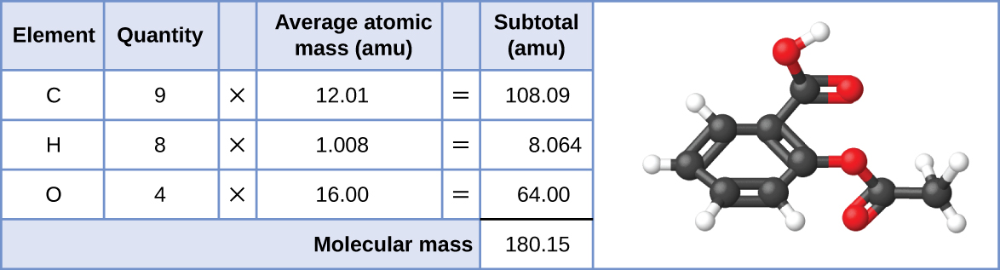 Element Quantity Average atomic mass (amu) Subtotal (amu)
C 9 × 12.01 = 108.09
H 8 × 1.008 = 8.064
O 4 × 16.00 = 64.00
Molecular mass 180.15